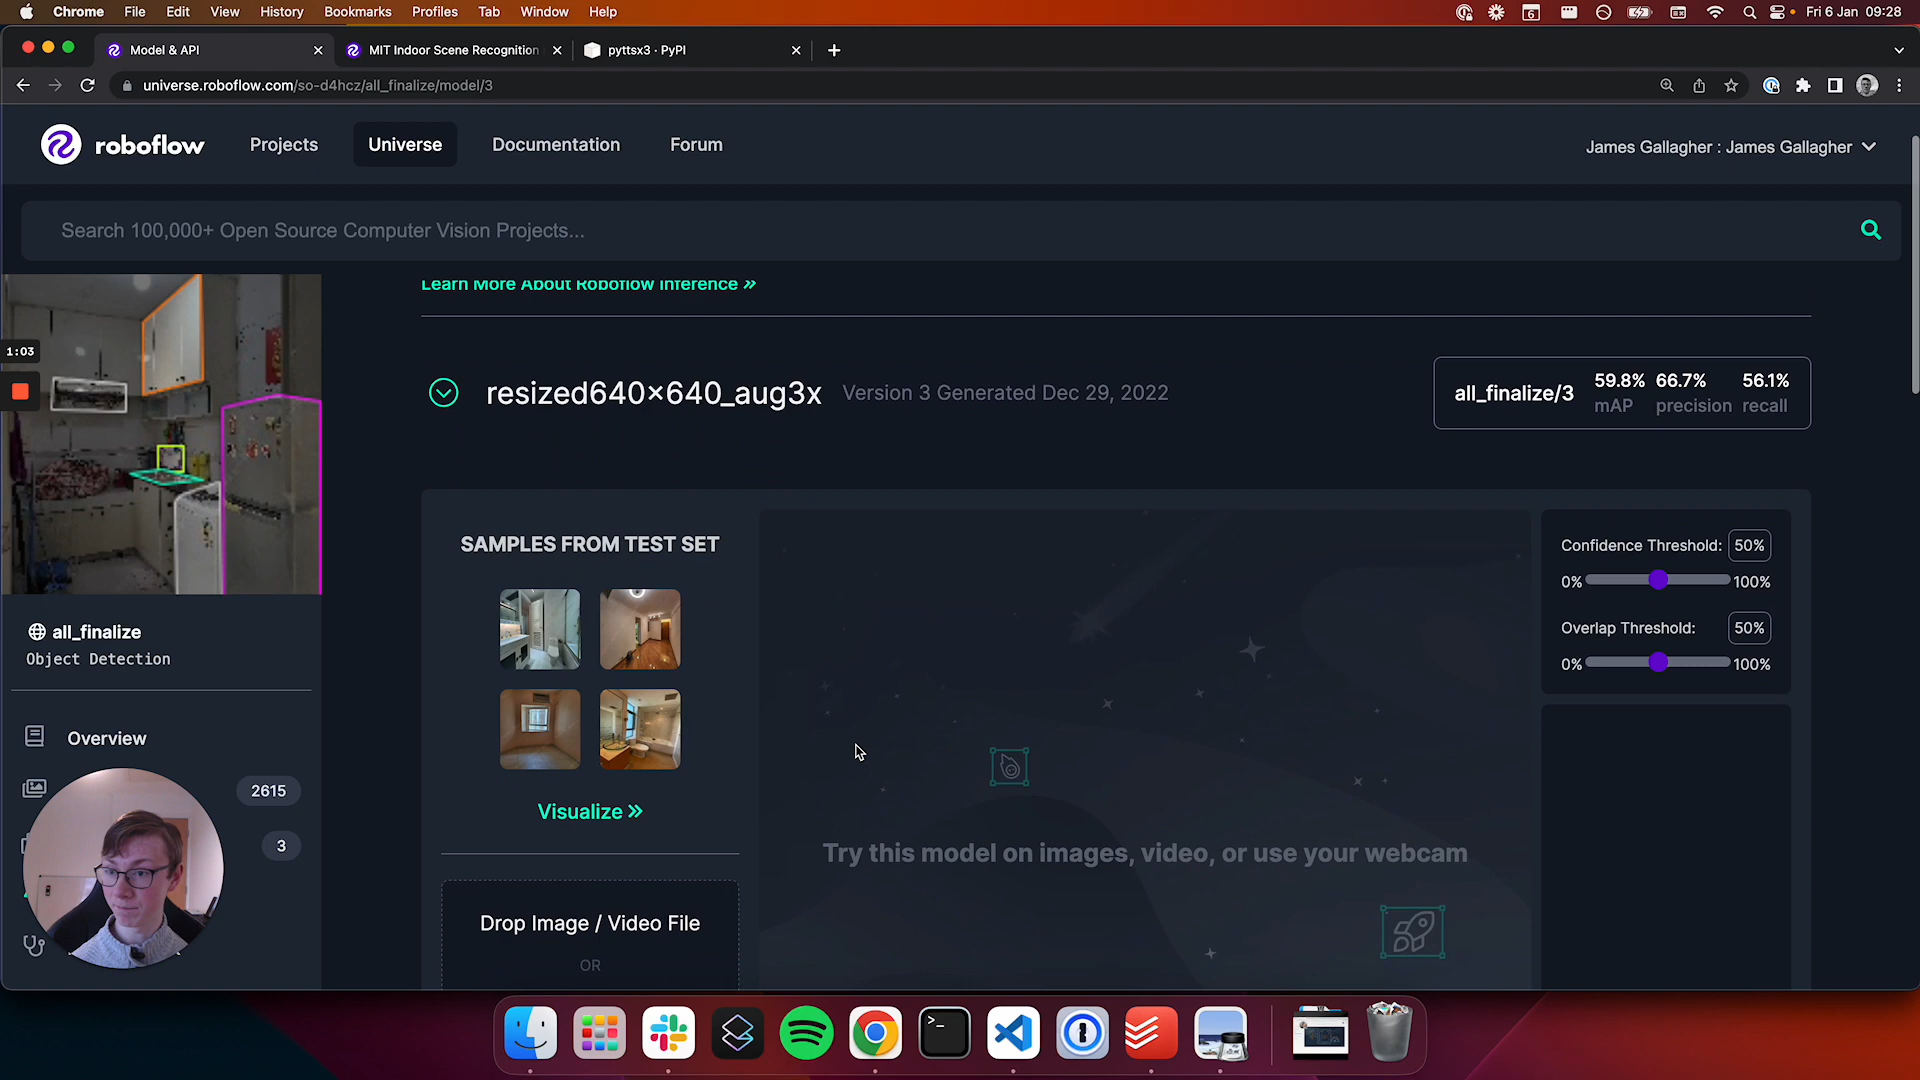 Chrome File Edit View History Bookmarks Profiles Tab Window Help
6
Fri 6 Jan 09:28
Model & API
MIT Indoor Scene Recognition
pyttsx3 · PyPI
universe.roboflow.com/so-d4hcz/all_finalize/model/3
roboflow
Projects
Universe
Documentation
Forum
James Gallagher : James Gallagher
Search 100,000+ Open Source Computer Vision Projects...
Learn More About Roboflow Inference »
1:03
resized640x640_aug3x
Version 3 Generated Dec 29, 2022
all_finalize/3
59.8% 66.7% 56.1%
mAP precision recall
SAMPLES FROM TEST SET
Confidence Threshold: 50%
0% 100%
Overlap Threshold: 50%
0% 100%
all_finalize
Object Detection
Overview
2615
3
Visualize »
Try this model on images, video, or use your webcam
Drop Image / Video File
OR